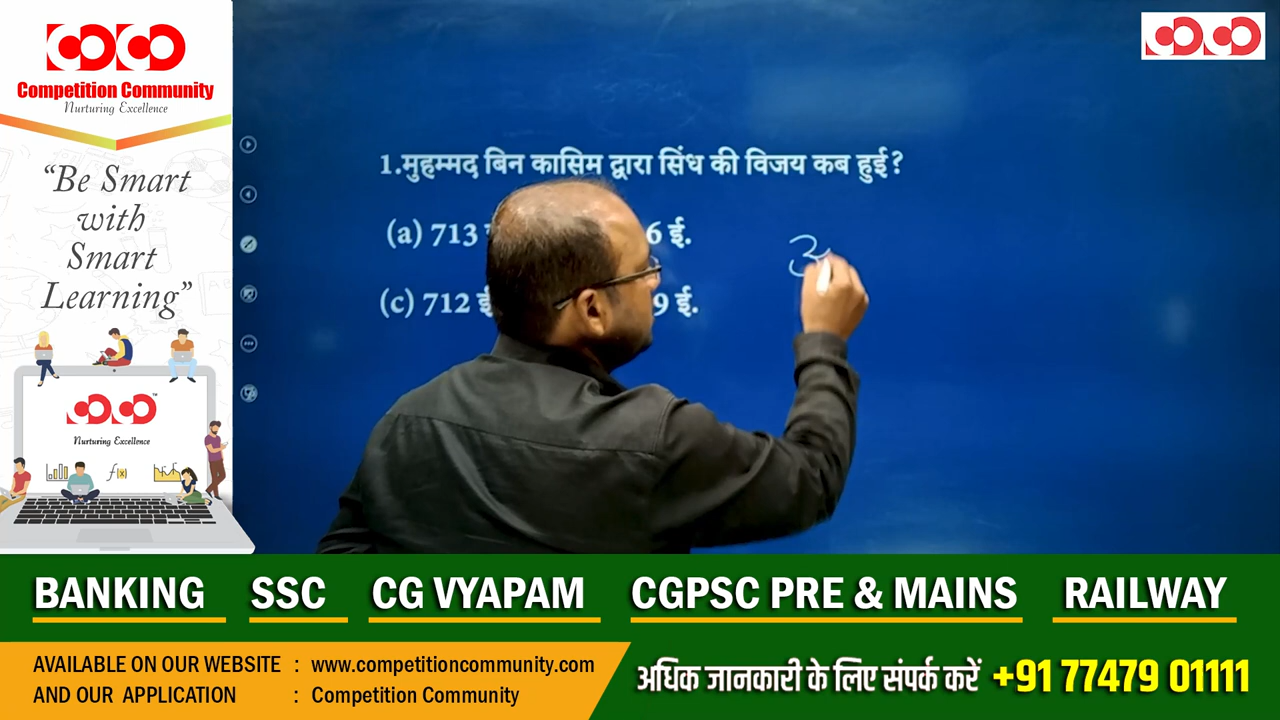 Competition Community
Nurturing Excellence
“Be Smart
with
Smart
Learning”
Nurturing Excellence
f(x)
1.मुहम्मद बिन कासिम द्वारा सिंध की विजय कब हुई?
(a) 713 6 ई.
(c) 712 ई 9 ई.
BANKING SSC CG VYAPAM CGPSC PRE & MAINS RAILWAY
AVAILABLE ON OUR WEBSITE : www.competitioncommunity.com
AND OUR APPLICATION : Competition Community
अधिक जानकारी के लिए संपर्क करें +91 77479 01111